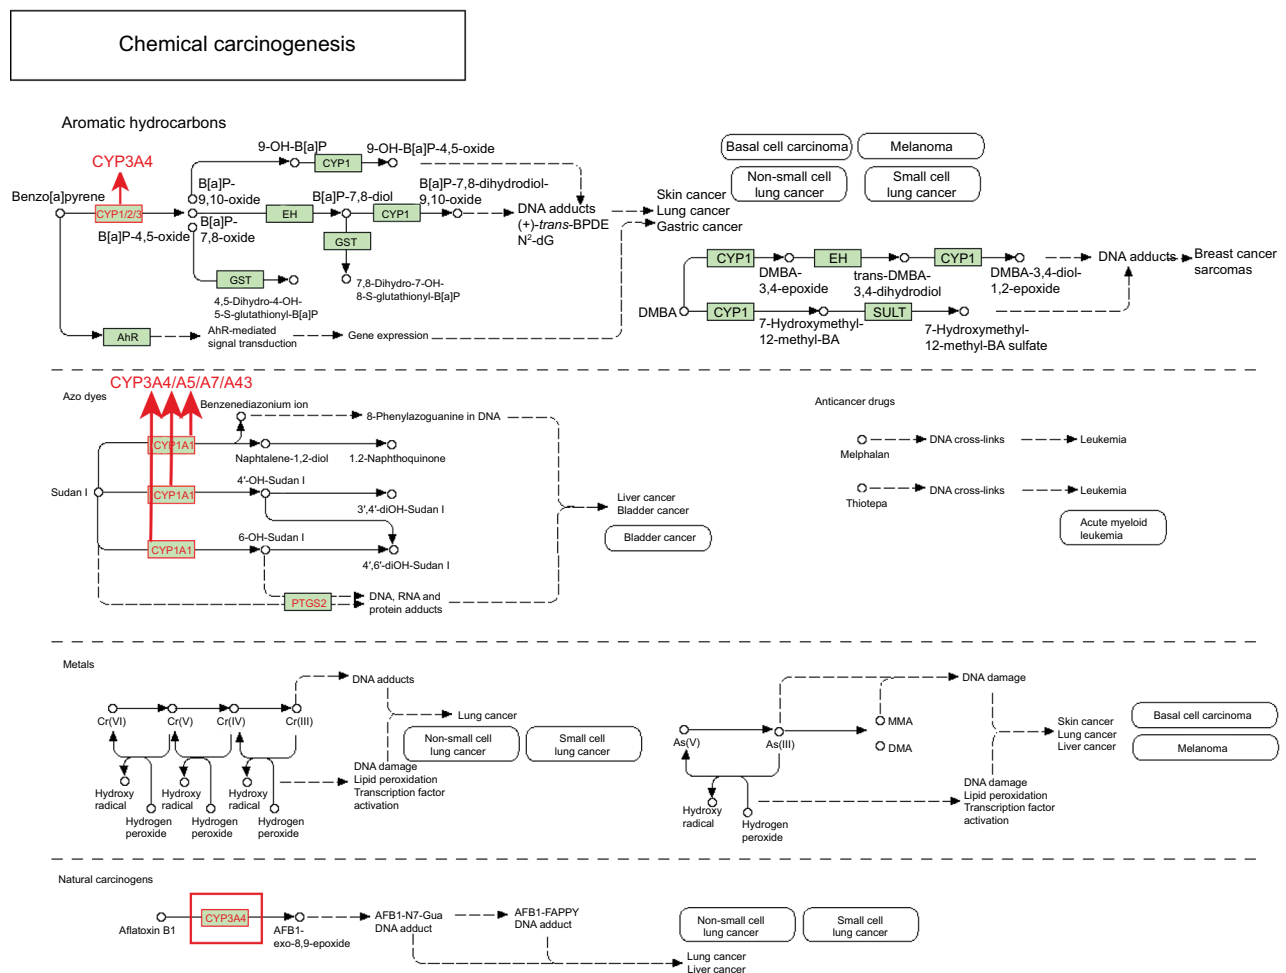 Chemical carcinogenesis
Aromatic hydrocarbons
CYP3A4
Benzo[a]pyrene
CYP1/2/3
B[a]P-4,5-oxide
9-OH-B[a]P
CYP1
9-OH-B[a]P-4,5-oxide
B[a]P-
9,10-oxide
B[a]P-
7,8-oxide
EH
B[a]P-7,8-diol
CYP1
B[a]P-7,8-dihydrodiol-
9,10-oxide
GST
7,8-Dihydro-7-OH-
8-S-glutathionyl-B[a]P
GST
4,5-Dihydro-4-OH-
5-S-glutathionyl-B[a]P
DNA adducts
(+)-trans-BPDE
N2-dG
Skin cancer
Lung cancer
Gastric cancer
AhR
AhR-mediated
signal transduction
Gene expression
Basal cell carcinoma
Melanoma
Non-small cell
lung cancer
Small cell
lung cancer
DMBA
CYP1
DMBA-
3,4-epoxide
EH
trans-DMBA-
3,4-dihydrodiol
CYP1
DMBA-3,4-diol-
1,2-epoxide
DNA adducts
Breast cancer
sarcomas
CYP1
7-Hydroxymethyl-
12-methyl-BA
SULT
7-Hydroxymethyl-
12-methyl-BA sulfate
CYP3A4/A5/A7/A43
Azo dyes
Benzenediazonium ion
8-Phenylazoguanine in DNA
CYP1A1
Naphtalene-1,2-diol
1.2-Naphthoquinone
Sudan I
CYP1A1
4′-OH-Sudan I
3′,4′-diOH-Sudan I
CYP1A1
6-OH-Sudan I
4′,6′-diOH-Sudan I
PTGS2
DNA, RNA and
protein adducts
Liver cancer
Bladder cancer
Bladder cancer
Anticancer drugs
Melphalan
DNA cross-links
Leukemia
Thiotepa
DNA cross-links
Leukemia
Acute myeloid
leukemia
Metals
DNA adducts
Cr(VI)
Cr(V)
Cr(IV)
Cr(III)
Lung cancer
Non-small cell
lung cancer
Small cell
lung cancer
Hydroxy
radical
Hydroxy
radical
Hydroxy
radical
Hydrogen
peroxide
Hydrogen
peroxide
Hydrogen
peroxide
DNA damage
Lipid peroxidation
Transcription factor
activation
As(V)
As(III)
MMA
DMA
DNA damage
Hydroxy
radical
Hydrogen
peroxide
DNA damage
Lipid peroxidation
Transcription factor
activation
Skin cancer
Lung cancer
Liver cancer
Basal cell carcinoma
Melanoma
Natural carcinogens
Aflatoxin B1
CYP3A4
AFB1-
exo-8,9-epoxide
AFB1-N7-Gua
DNA adduct
AFB1-FAPPY
DNA adduct
Non-small cell
lung cancer
Small cell
lung cancer
Lung cancer
Liver cancer